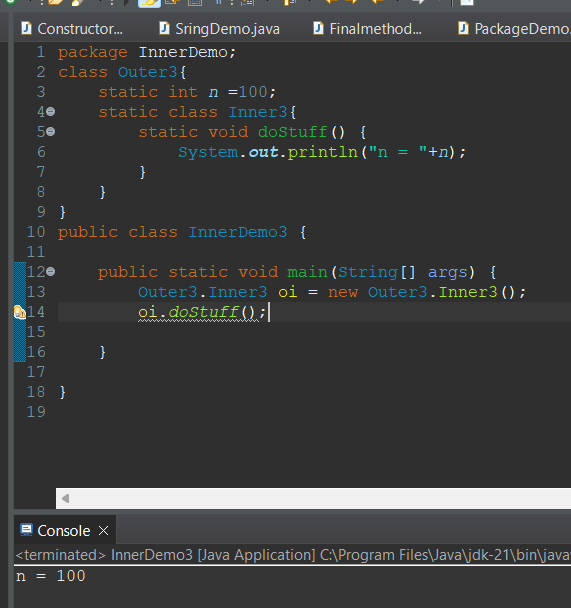 Constructor... SringDemo.java Finalmethod... PackageDemo.
1 package InnerDemo;
2 class Outer3{
3 static int n =100;
4 static class Inner3{
5 static void doStuff() {
6 System.out.println("n = "+n);
7 }
8 }
9 }
10 public class InnerDemo3 {
11
12 public static void main(String[] args) {
13 Outer3.Inner3 oi = new Outer3.Inner3();
14 oi.doStuff();
15
16 }
17
18 }
19
Console
<terminated> InnerDemo3 [Java Application] C:\Program Files\Java\jdk-21\bin\java
n = 100